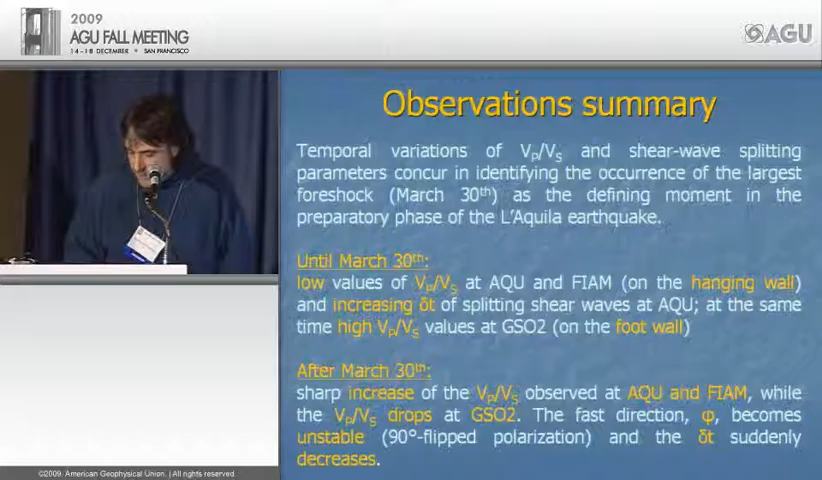 2009
AGU FALL MEETING
14-18 DECEMBER • SAN FRANCISCO
AGU
Observations summary
Temporal variations of VP/VS and shear-wave splitting
parameters concur in identifying the occurrence of the largest
foreshock (March 30th) as the defining moment in the
preparatory phase of the L'Aquila earthquake.
Until March 30th:
low values of VP/VS at AQU and FIAM (on the hanging wall)
and increasing δt of splitting shear waves at AQU; at the same
time high VP/VS values at GSO2 (on the foot wall)
After March 30th:
sharp increase of the VP/VS observed at AQU and FIAM, while
the VP/VS drops at GSO2. The fast direction, φ, becomes
unstable (90°-flipped polarization) and the δt suddenly
decreases.
©2009. American Geophysical Union. | All rights reserved.